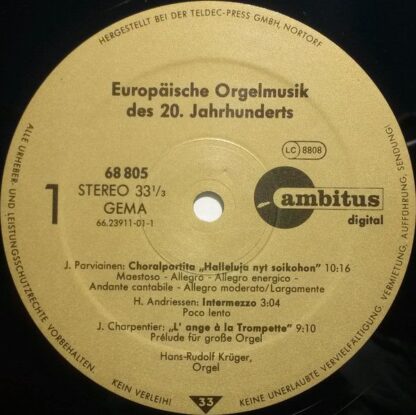 HERGESTELLT BEI DER TELDEC-PRESS GMBH, NORTORF
Europäische Orgelmusik
des 20. Jahrhunderts
68 805
STEREO 33 1/3
GEMA
66.23911-01-1
1
LC 8808
ambitus
digital
J. Parviainen: Choralpartita „Halleluja nyt soikohon" 10:16
Maestoso - Allegro - Allegro energico -
Andante cantabile - Allegro moderato/Largamente
H. Andriessen: Intermezzo 3:04
Poco lento
J. Charpentier: „L' ange à la Trompette" 9:10
Prélude für große Orgel
Hans-Rudolf Krüger,
Orgel
ALLE URHEBER- UND LEISTUNGSSCHUTZRECHTE VORBEHALTEN.
KEIN VERLEIH!
33
KEINE UNERLAUBTE VERVIELFÄLTIGUNG, VERMIETUNG, AUFFÜHRUNG, SENDUNG!